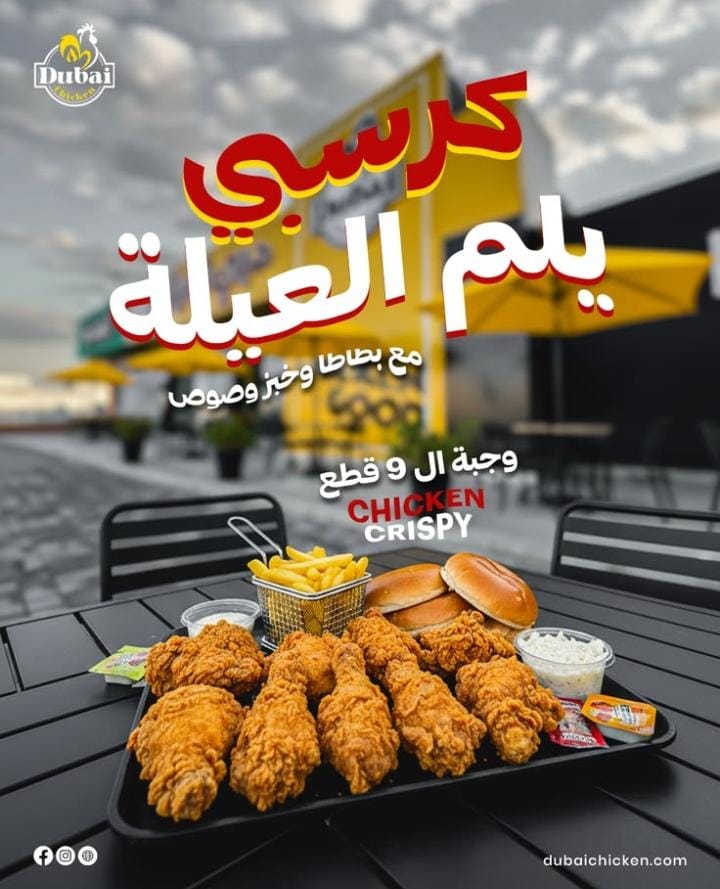 Dubai
Chicken
كرسبي
يلم العيلة
مع بطاطا وخبز وصوص
وجبة ال 9 قطع
CHICKEN
CRISPY
dubaichicken.com